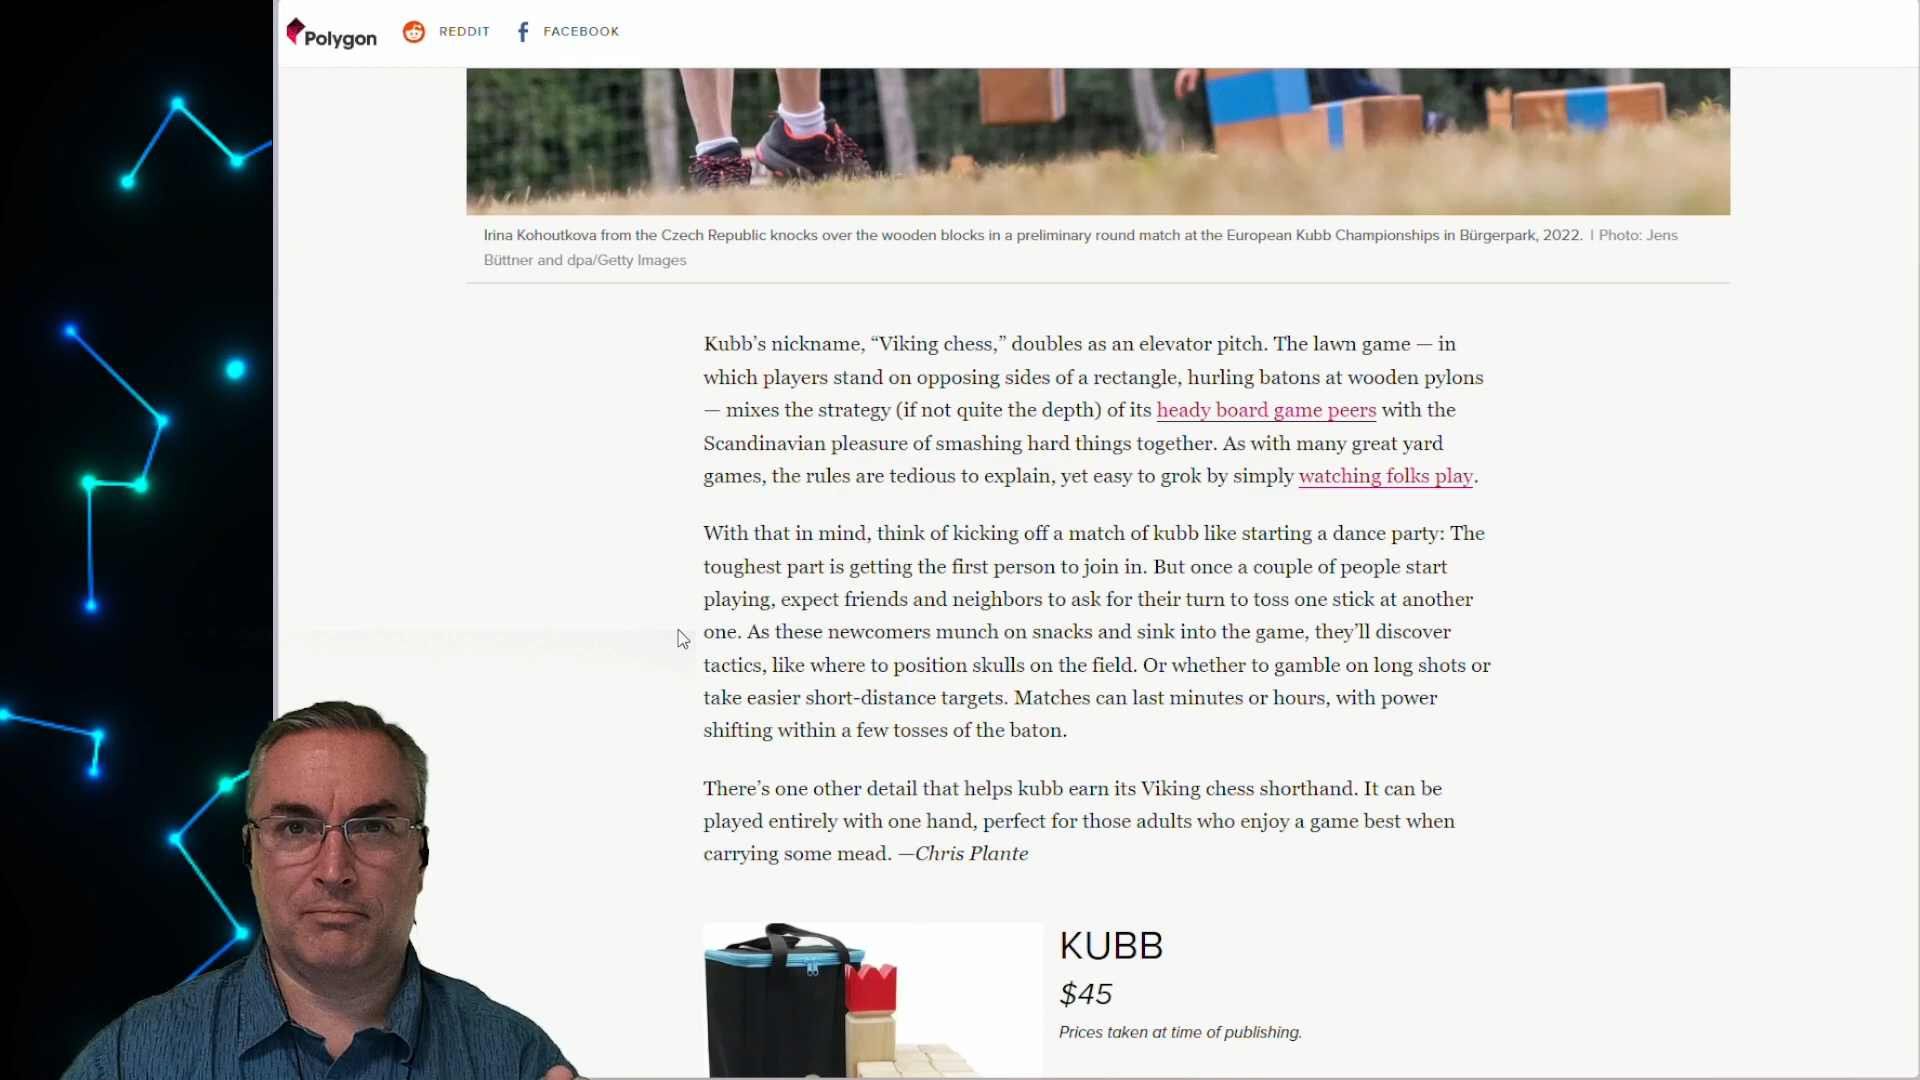 Polygon
REDDIT
FACEBOOK
Irina Kohoutkova from the Czech Republic knocks over the wooden blocks in a preliminary round match at the European Kubb Championships in Bürgerpark, 2022. | Photo: Jens
Büttner and dpa/Getty Images
Kubb’s nickname, “Viking chess,” doubles as an elevator pitch. The lawn game — in
which players stand on opposing sides of a rectangle, hurling batons at wooden pylons
— mixes the strategy (if not quite the depth) of its heady board game peers with the
Scandinavian pleasure of smashing hard things together. As with many great yard
games, the rules are tedious to explain, yet easy to grok by simply watching folks play.
With that in mind, think of kicking off a match of kubb like starting a dance party: The
toughest part is getting the first person to join in. But once a couple of people start
playing, expect friends and neighbors to ask for their turn to toss one stick at another
one. As these newcomers munch on snacks and sink into the game, they’ll discover
tactics, like where to position skulls on the field. Or whether to gamble on long shots or
take easier short-distance targets. Matches can last minutes or hours, with power
shifting within a few tosses of the baton.
There’s one other detail that helps kubb earn its Viking chess shorthand. It can be
played entirely with one hand, perfect for those adults who enjoy a game best when
carrying some mead. —Chris Plante
KUBB
$45
Prices taken at time of publishing.